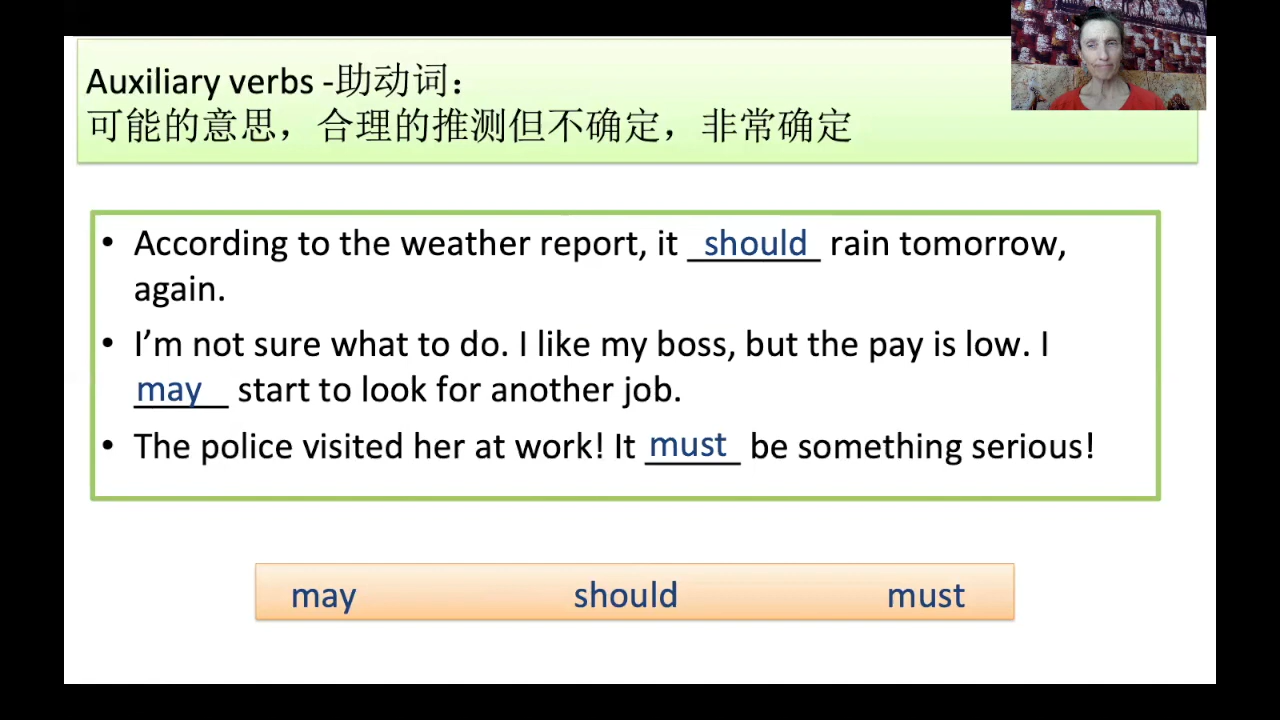 Auxiliary verbs -助动词：
可能的意思，合理的推测但不确定，非常确定
• According to the weather report, it should rain tomorrow,
again.
• I’m not sure what to do. I like my boss, but the pay is low. I
may start to look for another job.
• The police visited her at work! It must be something serious!
may should must